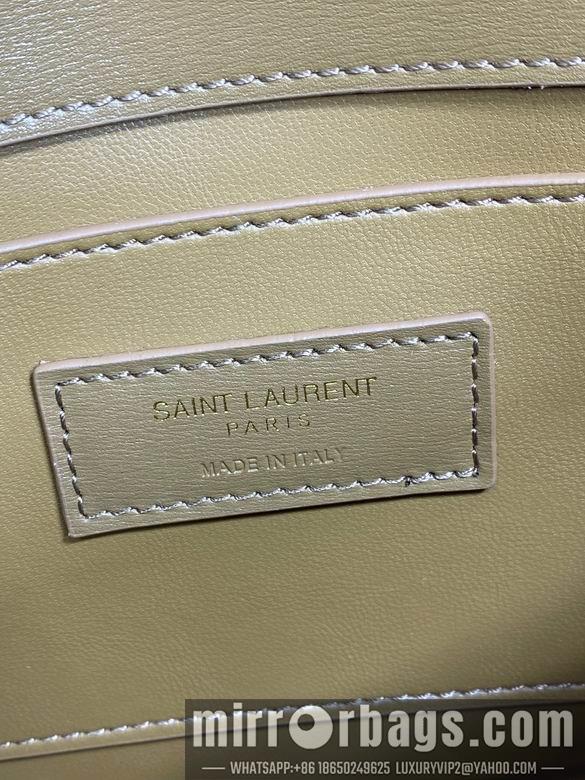 SAINT LAURENT
PARIS
MADE IN ITALY
mirrorbags.com
WHATSAPP:+86 18650249625 LUXURYVIP2@YAHOO.COM